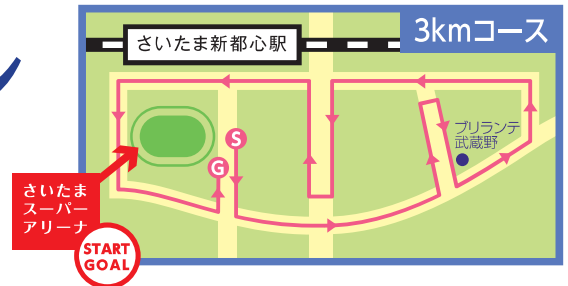 3kmコース
さいたま新都心駅
ブリランテ
武蔵野
S
G
さいたま
スーパー
アリーナ
START
GOAL